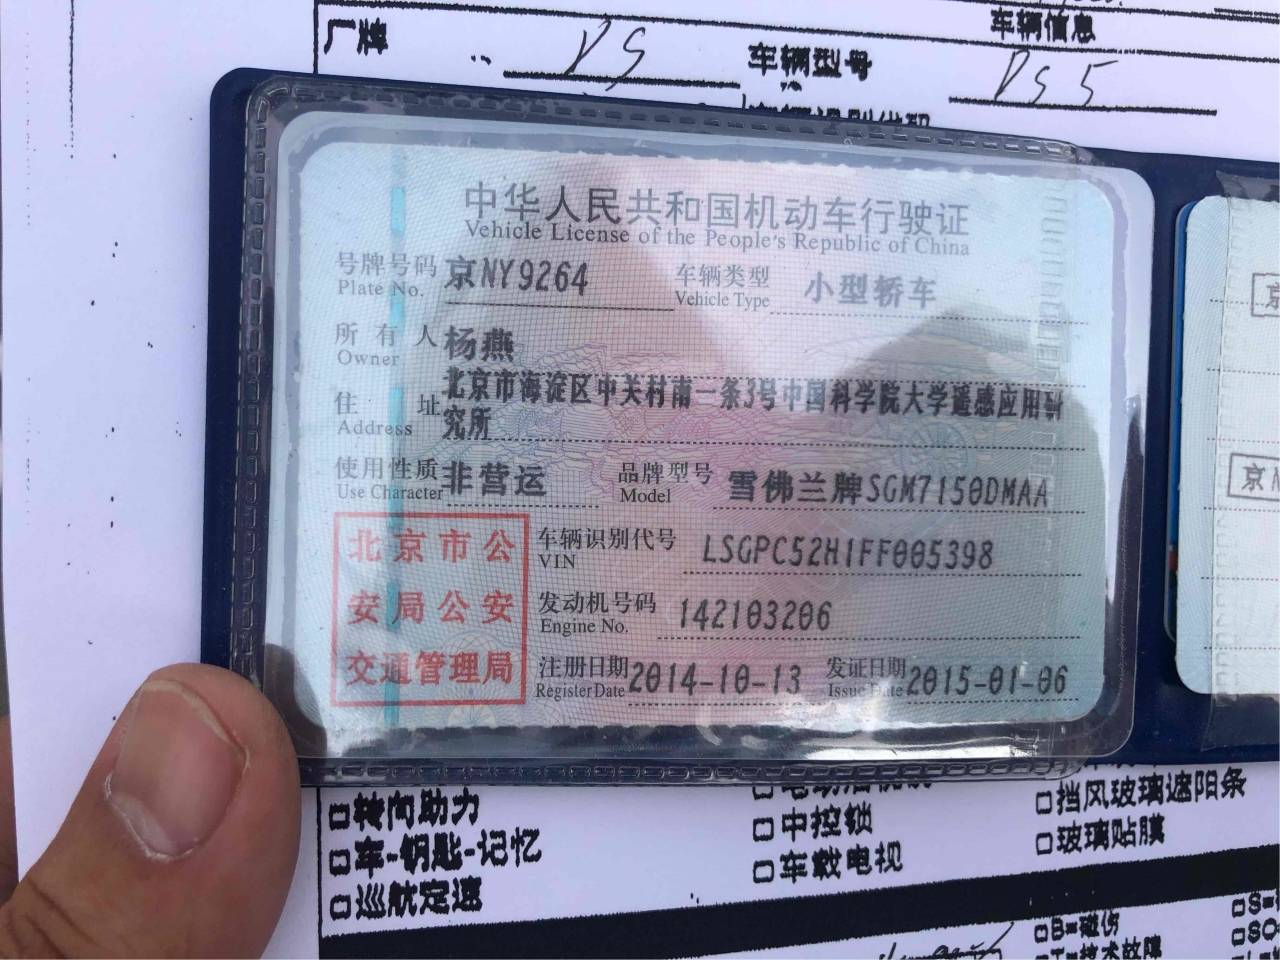 车辆信息
厂牌 : DS 车辆型号 : DS 5
中华人民共和国机动车行驶证
Vehicle License of the People's Republic of China
号牌号码 京NY9264 车辆类型 小型轿车
Plate No. Vehicle Type
所有人 杨燕
Owner
住址 北京市海淀区中关村南一条3号中国科学院大学遥感应用研
Address 究所
使用性质 非营运 品牌型号 雪佛兰牌SGM7150DMAA
Use Character Model
北京市公 车辆识别代号 LSGPC52H1FF005398
VIN
安局公安 发动机号码 142103206
Engine No.
交通管理局 注册日期 2014-10-13 发证日期 2015-01-06
Register Date Issue Date
京
京N
□转向助力 □中控锁 □挡风玻璃遮阳条
□车-钥匙-记忆 □车载电视 □玻璃贴膜
□巡航定速
□B=碰伤 □S=
□T=技术故障 □SO